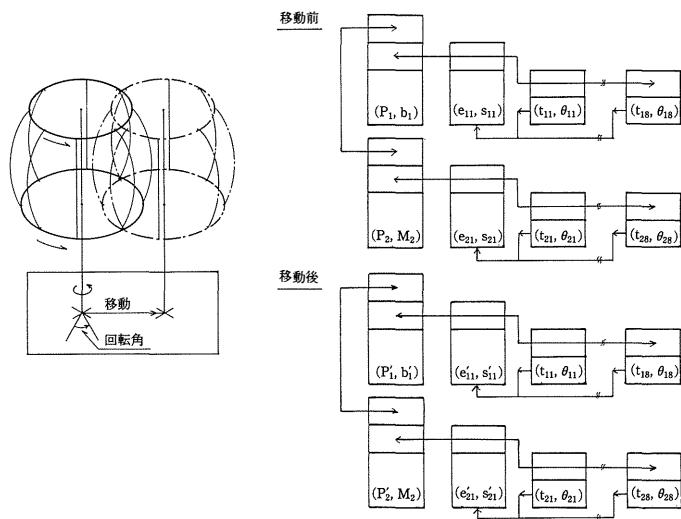 移動
回転角
移動前
(P₁, b₁) (e₁₁, s₁₁) (t₁₁, θ₁₁) (t₁₈, θ₁₈)
(P₂, M₂) (e₂₁, s₂₁) (t₂₁, θ₂₁) (t₂₈, θ₂₈)
移動後
(P′₁, b′₁) (e′₁₁, s′₁₁) (t₁₁, θ₁₁) (t₁₈, θ₁₈)
(P′₂, M₂) (e′₂₁, s′₂₁) (t₂₁, θ₂₁) (t₂₈, θ₂₈)